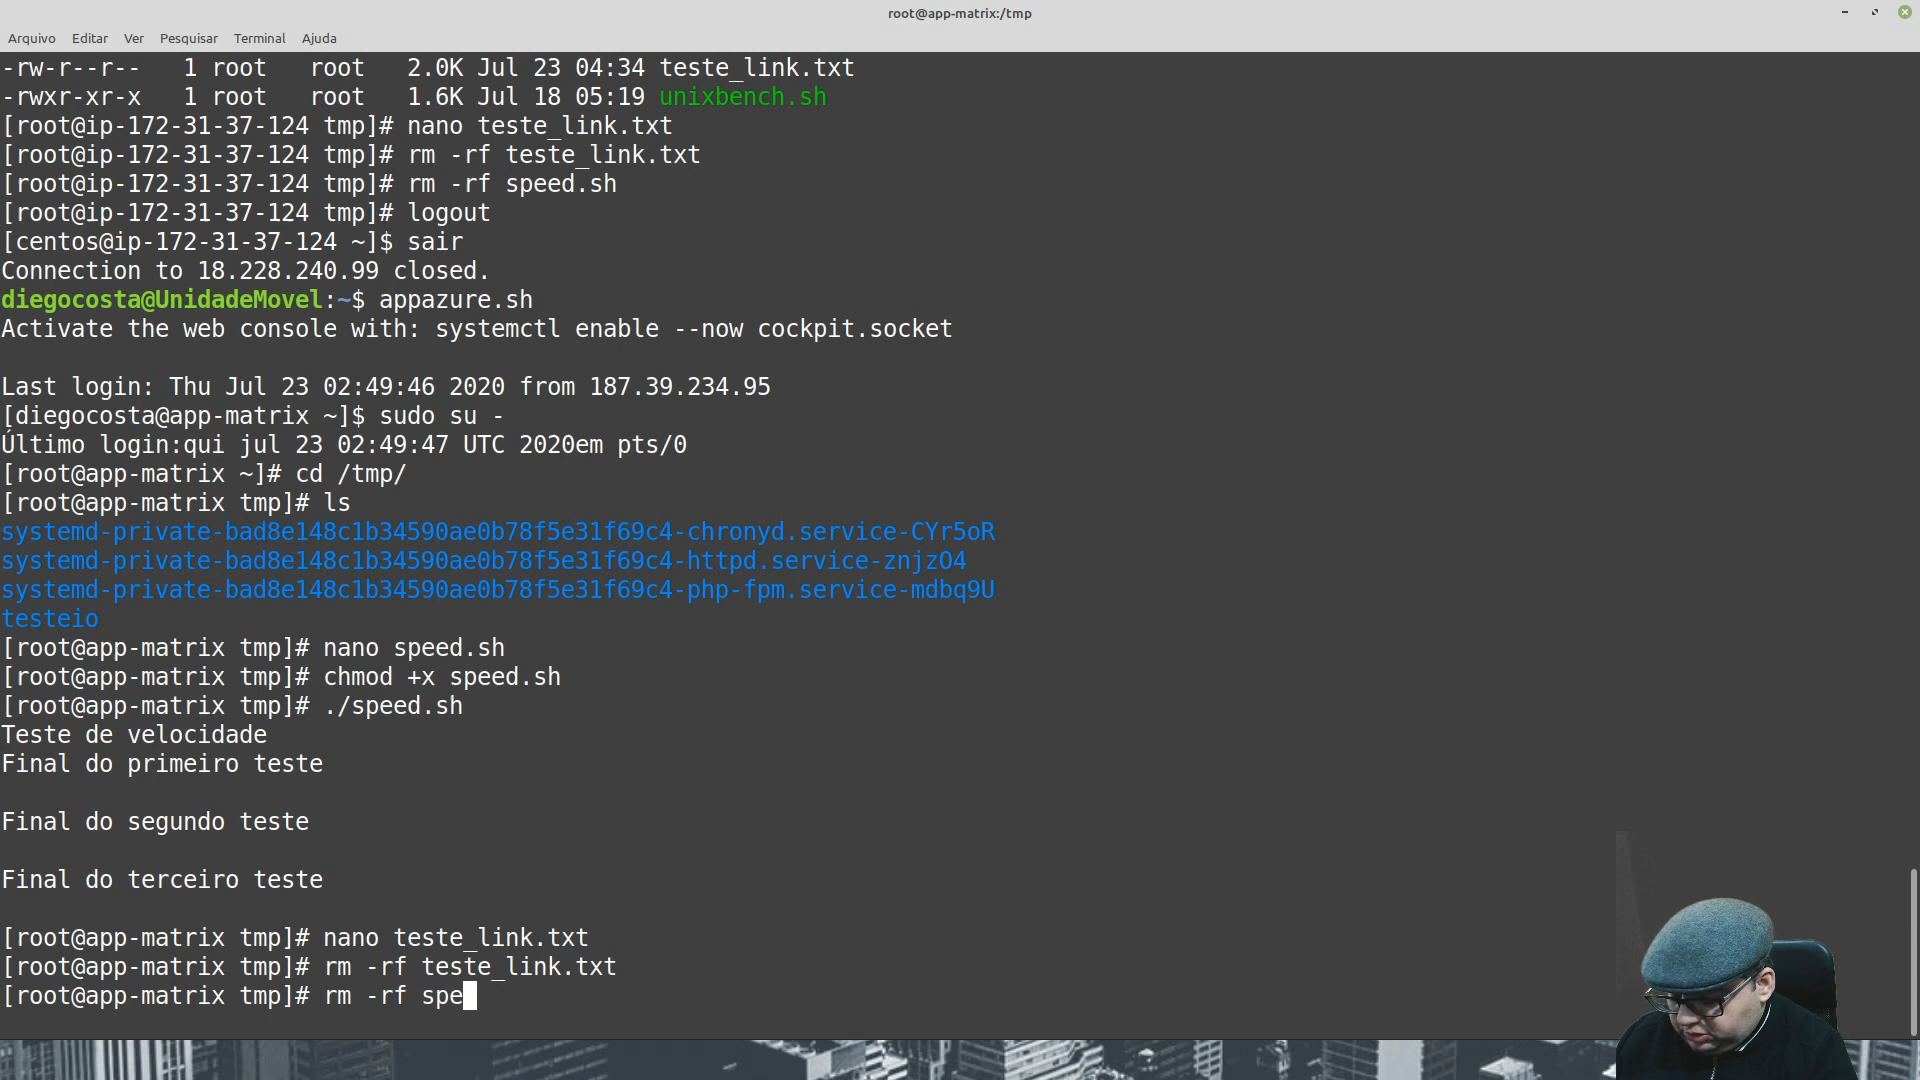 root@app-matrix:/tmp
Arquivo Editar Ver Pesquisar Terminal Ajuda
-rw-r--r--   1 root   root   2.0K Jul 23 04:34 teste_link.txt
-rwxr-xr-x   1 root   root   1.6K Jul 18 05:19 unixbench.sh
[root@ip-172-31-37-124 tmp]# nano teste_link.txt
[root@ip-172-31-37-124 tmp]# rm -rf teste_link.txt
[root@ip-172-31-37-124 tmp]# rm -rf speed.sh
[root@ip-172-31-37-124 tmp]# logout
[centos@ip-172-31-37-124 ~]$ sair
Connection to 18.228.240.99 closed.
diegocosta@UnidadeMovel:~$ appazure.sh
Activate the web console with: systemctl enable --now cockpit.socket
Last login: Thu Jul 23 02:49:46 2020 from 187.39.234.95
[diegocosta@app-matrix ~]$ sudo su -
Último login:qui jul 23 02:49:47 UTC 2020em pts/0
[root@app-matrix ~]# cd /tmp/
[root@app-matrix tmp]# ls
systemd-private-bad8e148c1b34590ae0b78f5e31f69c4-chronyd.service-CYr5oR
systemd-private-bad8e148c1b34590ae0b78f5e31f69c4-httpd.service-znjzO4
systemd-private-bad8e148c1b34590ae0b78f5e31f69c4-php-fpm.service-mdbq9U
testeio
[root@app-matrix tmp]# nano speed.sh
[root@app-matrix tmp]# chmod +x speed.sh
[root@app-matrix tmp]# ./speed.sh
Teste de velocidade
Final do primeiro teste
Final do segundo teste
Final do terceiro teste
[root@app-matrix tmp]# nano teste_link.txt
[root@app-matrix tmp]# rm -rf teste_link.txt
[root@app-matrix tmp]# rm -rf spe